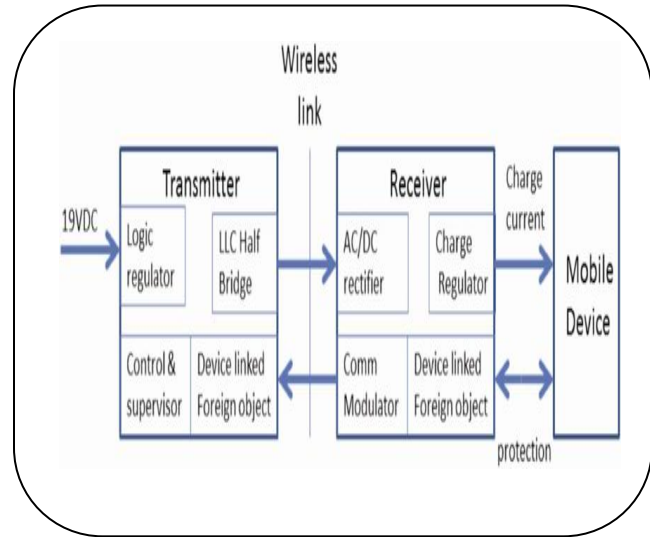 Wireless
link
Transmitter
Receiver
Charge
current
19VDC
Logic
regulator
LLC Half
Bridge
AC/DC
rectifier
Charge
Regulator
Mobile
Device
Control &
supervisor
Device linked
Foreign object
Comm
Modulator
Device linked
Foreign object
protection